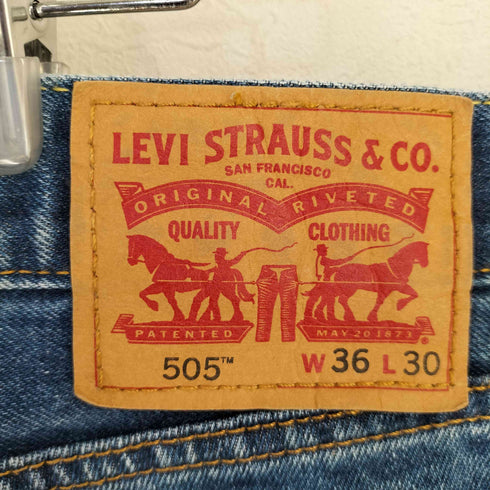 LEVI STRAUSS & CO.
SAN FRANCISCO
CAL.
ORIGINAL RIVETED
QUALITY CLOTHING
PATENTED MAY 20 1873 ®
505™ W 36 L 30